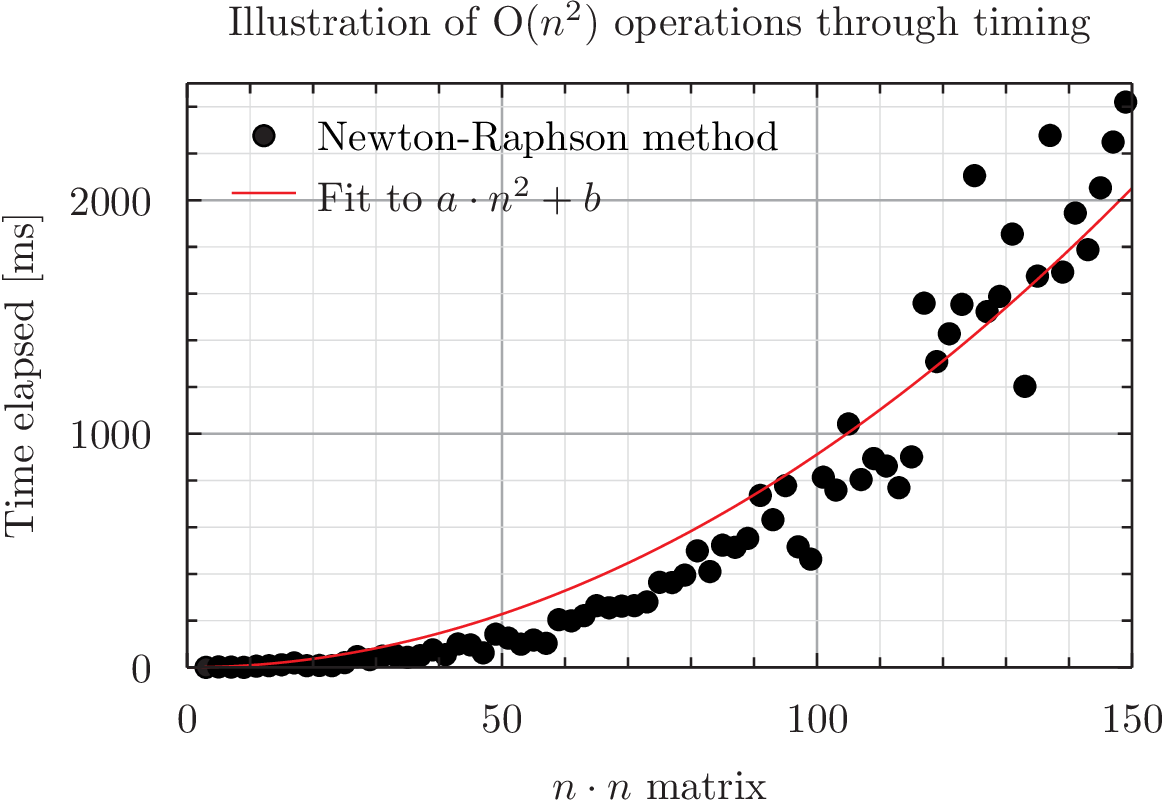 Illustration of O(n²) operations through timing
Newton-Raphson method
Fit to a · n² + b
Time elapsed [ms]
2000
1000
0
0 50 100 150
n · n matrix